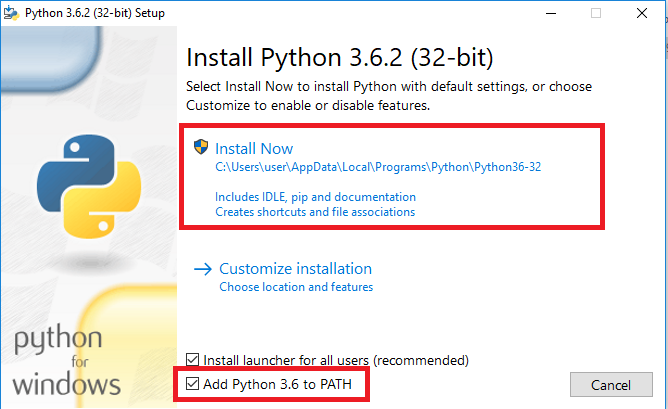 Python 3.6.2 (32-bit) Setup
Install Python 3.6.2 (32-bit)
Select Install Now to install Python with default settings, or choose
Customize to enable or disable features.
Install Now
C:\Users\user\AppData\Local\Programs\Python\Python36-32
Includes IDLE, pip and documentation
Creates shortcuts and file associations
Customize installation
Choose location and features
python
for
windows
Install launcher for all users (recommended)
Add Python 3.6 to PATH
Cancel